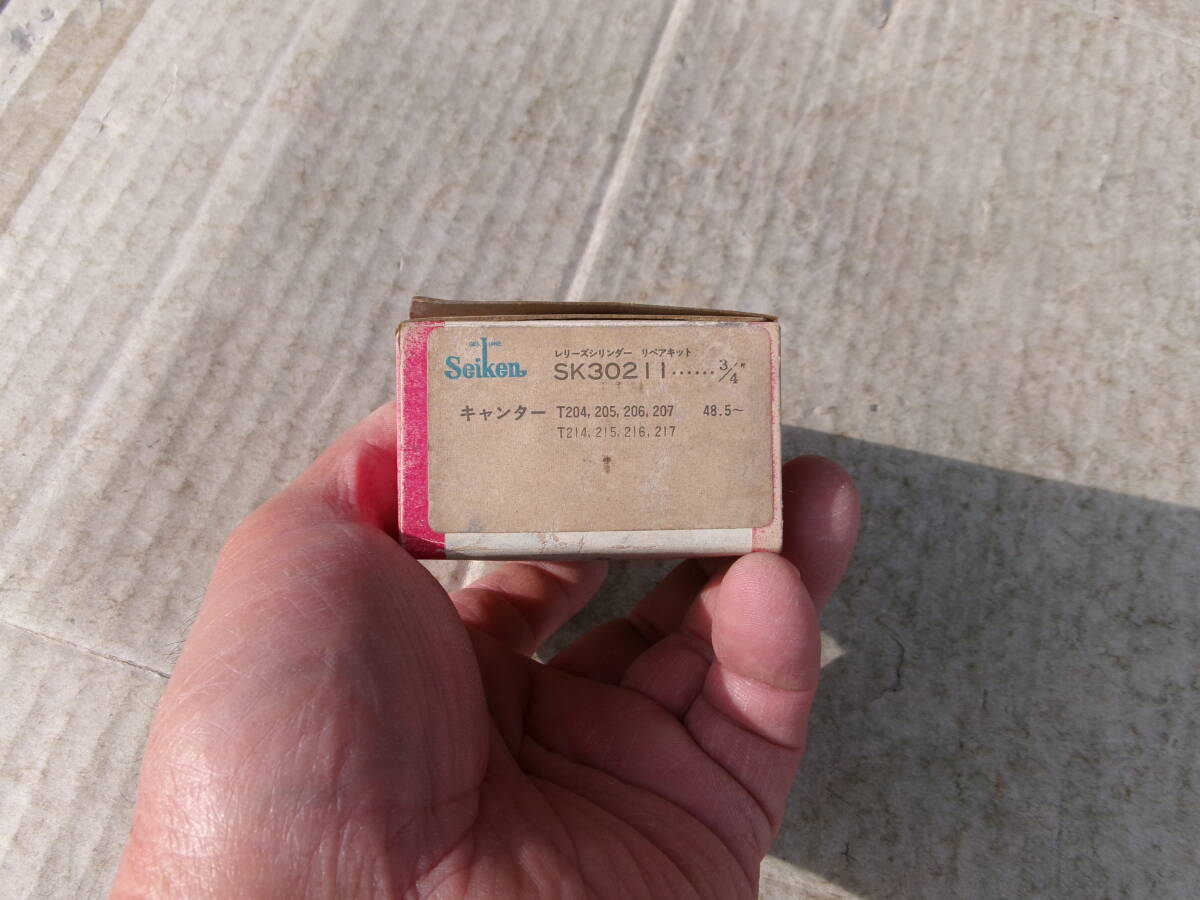 Seiken
レリーズシリンダー リペアキット
SK30211······3/4"
キャンター T204, 205, 206, 207 48.5~
T214, 215, 216, 217